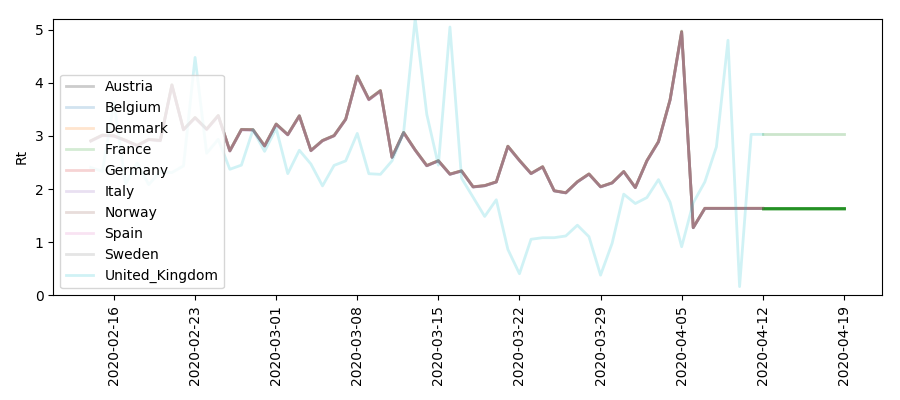 5
4
3
2
1
0
Rt
Austria
Belgium
Denmark
France
Germany
Italy
Norway
Spain
Sweden
United_Kingdom
2020-02-16
2020-02-23
2020-03-01
2020-03-08
2020-03-15
2020-03-22
2020-03-29
2020-04-05
2020-04-12
2020-04-19